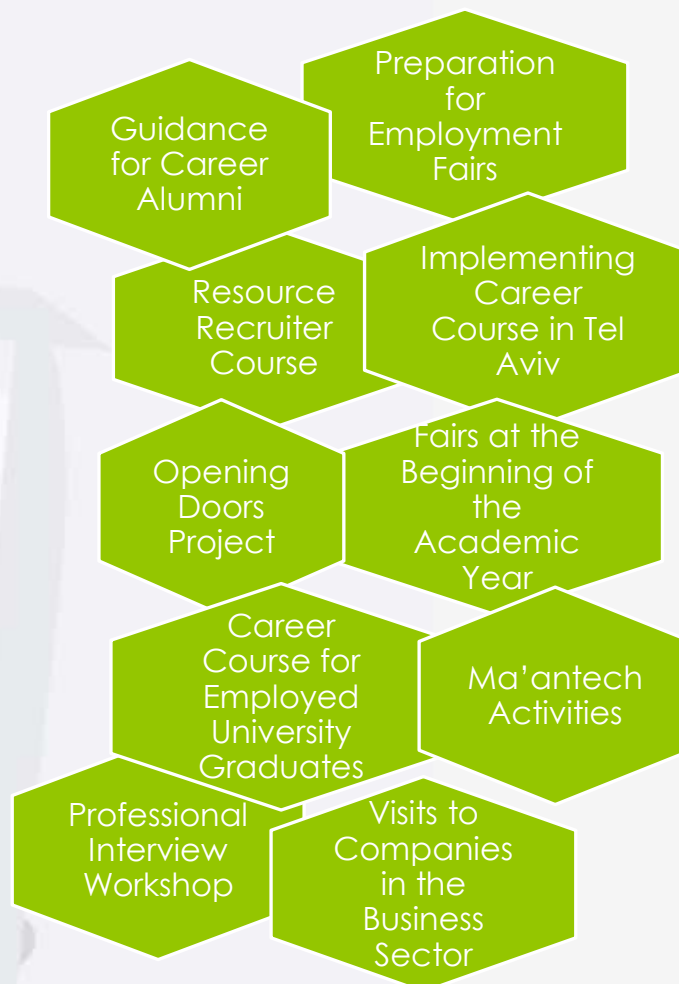 Preparation
for
Employment
Fairs
Guidance
for Career
Alumni
Implementing
Career
Course in Tel
Aviv
Resource
Recruiter
Course
Fairs at the
Beginning of
the
Academic
Year
Opening
Doors
Project
Career
Course for
Employed
University
Graduates
Ma’antech
Activities
Professional
Interview
Workshop
Visits to
Companies
in the
Business
Sector